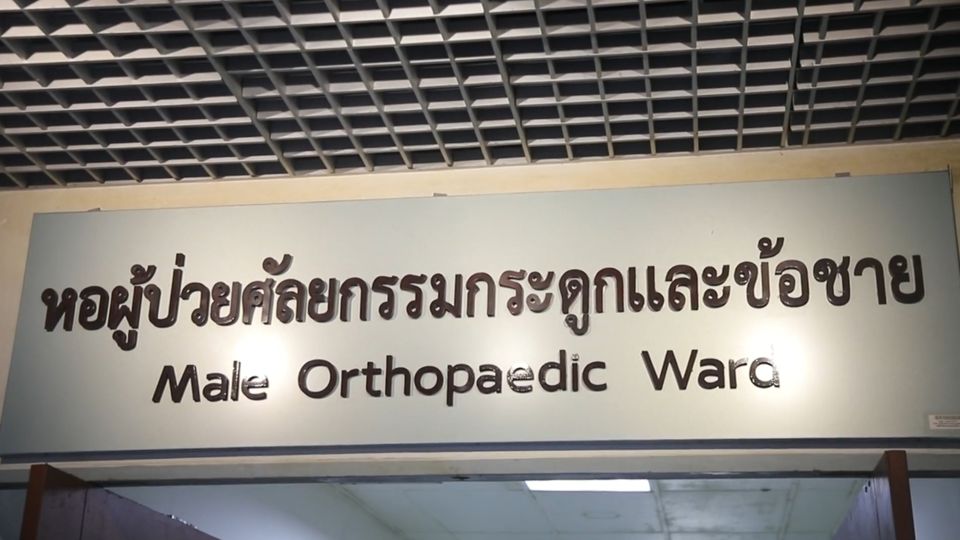 หอผู้ป่วยศัลยกรรมกระดูกและข้อชาย
Male Orthopaedic Ward